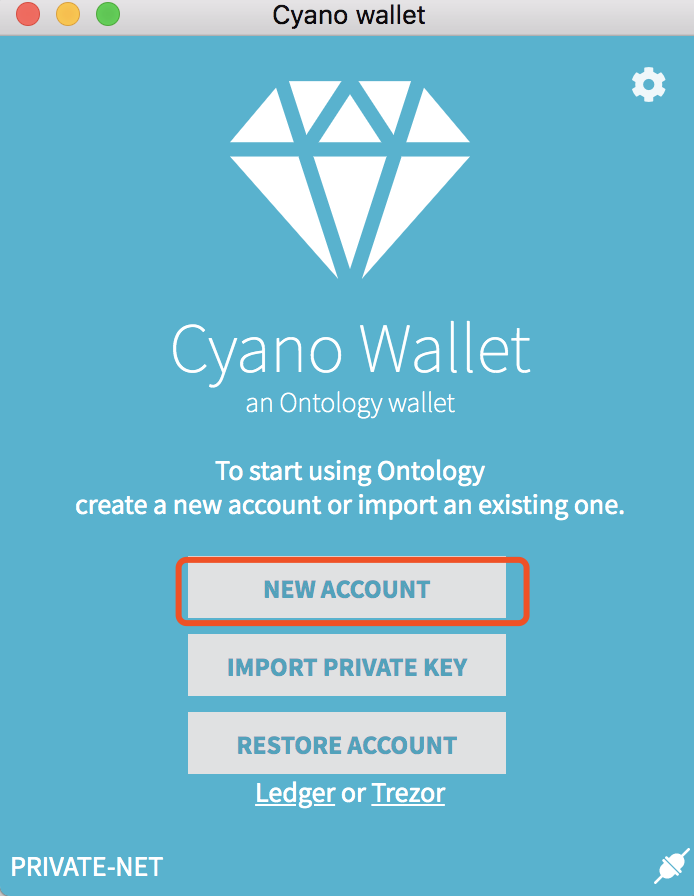 Cyano wallet
Cyano Wallet
an Ontology wallet
To start using Ontology
create a new account or import an existing one.
NEW ACCOUNT
IMPORT PRIVATE KEY
RESTORE ACCOUNT
Ledger or Trezor
PRIVATE-NET